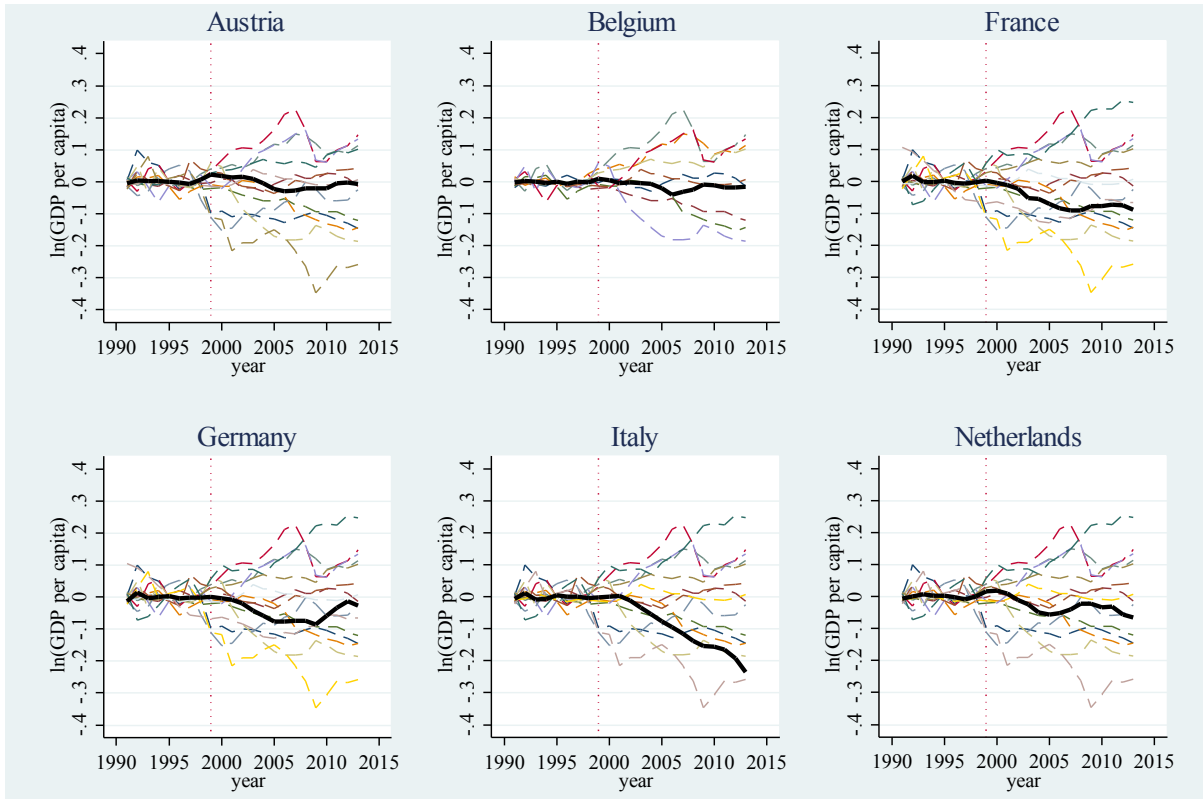 Austria
ln(GDP per capita)
.4
.3
.2
.1
0
-.1
-.2
-.3
-.4
1990 1995 2000 2005 2010 2015
year
Belgium
ln(GDP per capita)
.4
.3
.2
.1
0
-.1
-.2
-.3
-.4
1990 1995 2000 2005 2010 2015
year
France
ln(GDP per capita)
.4
.3
.2
.1
0
-.1
-.2
-.3
-.4
1990 1995 2000 2005 2010 2015
year
Germany
ln(GDP per capita)
.4
.3
.2
.1
0
-.1
-.2
-.3
-.4
1990 1995 2000 2005 2010 2015
year
Italy
ln(GDP per capita)
.4
.3
.2
.1
0
-.1
-.2
-.3
-.4
1990 1995 2000 2005 2010 2015
year
Netherlands
ln(GDP per capita)
.4
.3
.2
.1
0
-.1
-.2
-.3
-.4
1990 1995 2000 2005 2010 2015
year